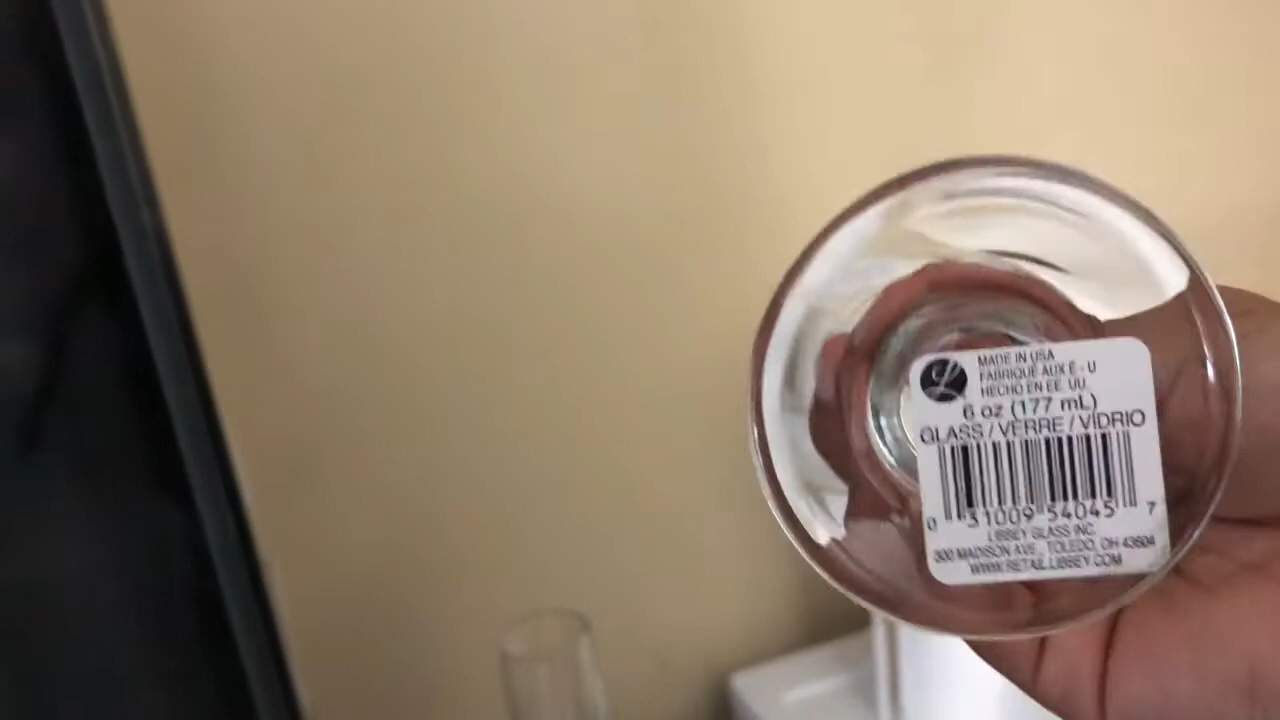 MADE IN USA
FABRIQUÉ AUX É - U
HECHO EN EE. UU.
6 oz (177 mL)
GLASS / VERRE / VIDRIO
0 31009 54045 7
LIBBEY GLASS INC.
300 MADISON AVE., TOLEDO, OH 43604
WWW.RETAIL.LIBBEY.COM